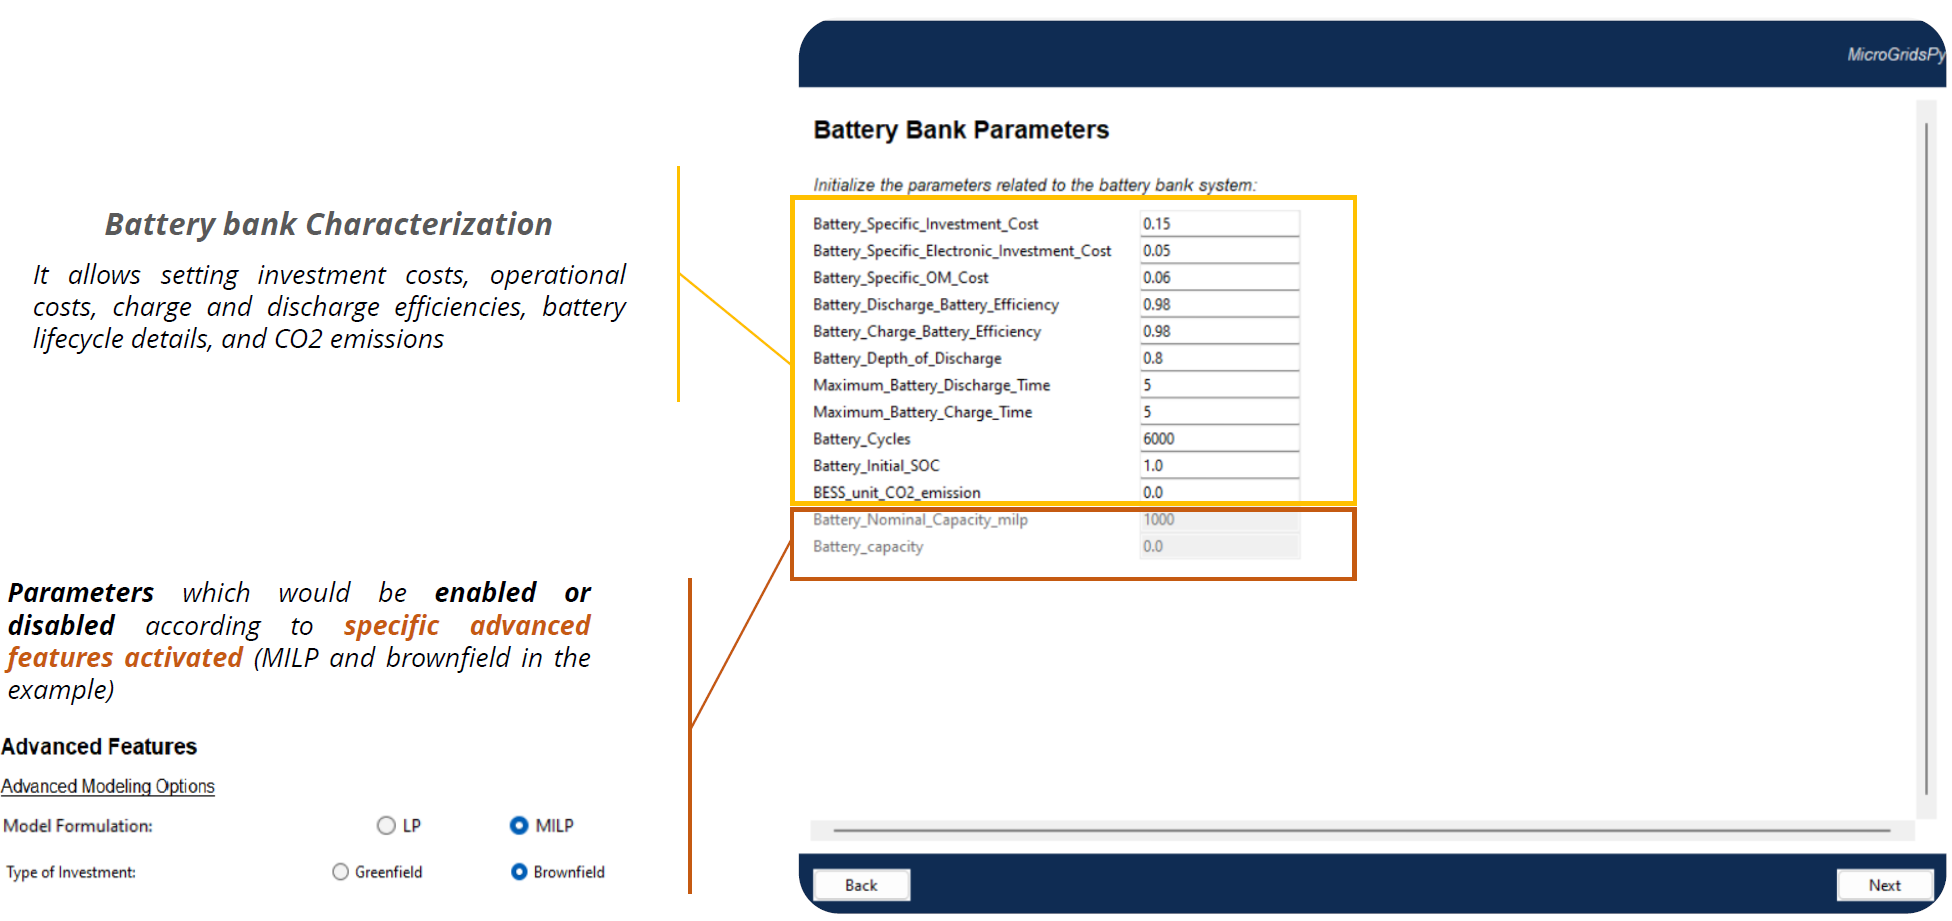 MicroGridsPy
Battery Bank Parameters
Initialize the parameters related to the battery bank system:
Battery_Specific_Investment_Cost 0.15
Battery_Specific_Electronic_Investment_Cost 0.05
Battery_Specific_OM_Cost 0.06
Battery_Discharge_Battery_Efficiency 0.98
Battery_Charge_Battery_Efficiency 0.98
Battery_Depth_of_Discharge 0.8
Maximum_Battery_Discharge_Time 5
Maximum_Battery_Charge_Time 5
Battery_Cycles 6000
Battery_Initial_SOC 1.0
BESS_unit_CO2_emission 0.0
Battery_Nominal_Capacity_milp 1000
Battery_capacity 0.0
Back
Next
Battery bank Characterization
It allows setting investment costs, operational
costs, charge and discharge efficiencies, battery
lifecycle details, and CO2 emissions
Parameters which would be enabled or
disabled according to specific advanced
features activated (MILP and brownfield in the
example)
Advanced Features
Advanced Modeling Options
Model Formulation: LP MILP
Type of Investment: Greenfield Brownfield